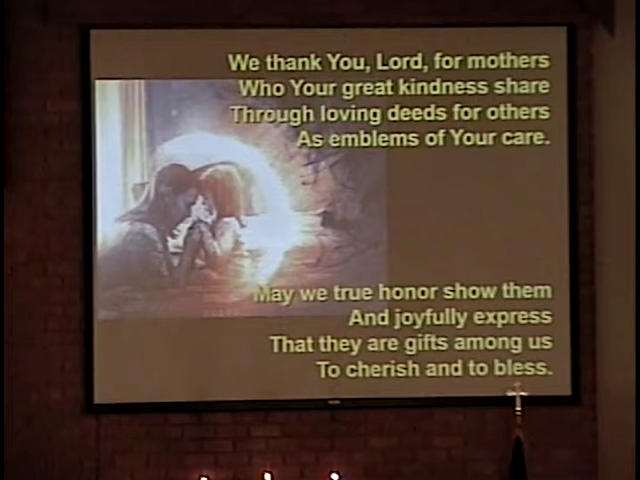 We thank You, Lord, for mothers
Who Your great kindness share
Through loving deeds for others
As emblems of Your care.
May we true honor show them
And joyfully express
That they are gifts among us
To cherish and to bless.